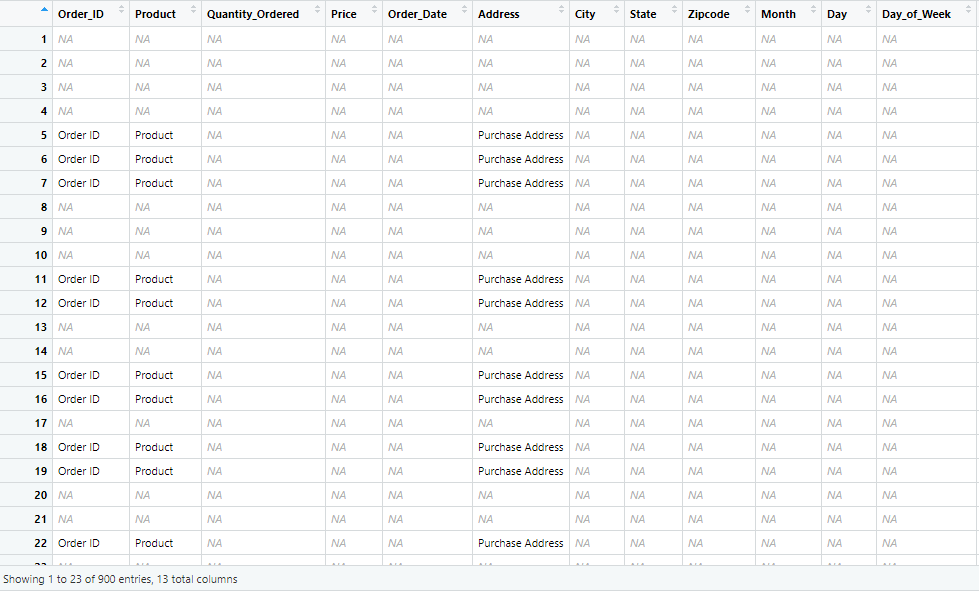 Order_ID Product Quantity_Ordered Price Order_Date Address City State Zipcode Month Day Day_of_Week
1 NA NA NA NA NA NA NA NA NA NA NA NA
2 NA NA NA NA NA NA NA NA NA NA NA NA
3 NA NA NA NA NA NA NA NA NA NA NA NA
4 NA NA NA NA NA NA NA NA NA NA NA NA
5 Order ID Product NA NA NA Purchase Address NA NA NA NA NA NA
6 Order ID Product NA NA NA Purchase Address NA NA NA NA NA NA
7 Order ID Product NA NA NA Purchase Address NA NA NA NA NA NA
8 NA NA NA NA NA NA NA NA NA NA NA NA
9 NA NA NA NA NA NA NA NA NA NA NA NA
10 NA NA NA NA NA NA NA NA NA NA NA NA
11 Order ID Product NA NA NA Purchase Address NA NA NA NA NA NA
12 Order ID Product NA NA NA Purchase Address NA NA NA NA NA NA
13 NA NA NA NA NA NA NA NA NA NA NA NA
14 NA NA NA NA NA NA NA NA NA NA NA NA
15 Order ID Product NA NA NA Purchase Address NA NA NA NA NA NA
16 Order ID Product NA NA NA Purchase Address NA NA NA NA NA NA
17 NA NA NA NA NA NA NA NA NA NA NA NA
18 Order ID Product NA NA NA Purchase Address NA NA NA NA NA NA
19 Order ID Product NA NA NA Purchase Address NA NA NA NA NA NA
20 NA NA NA NA NA NA NA NA NA NA NA NA
21 NA NA NA NA NA NA NA NA NA NA NA NA
22 Order ID Product NA NA NA Purchase Address NA NA NA NA NA NA
Showing 1 to 23 of 900 entries, 13 total columns